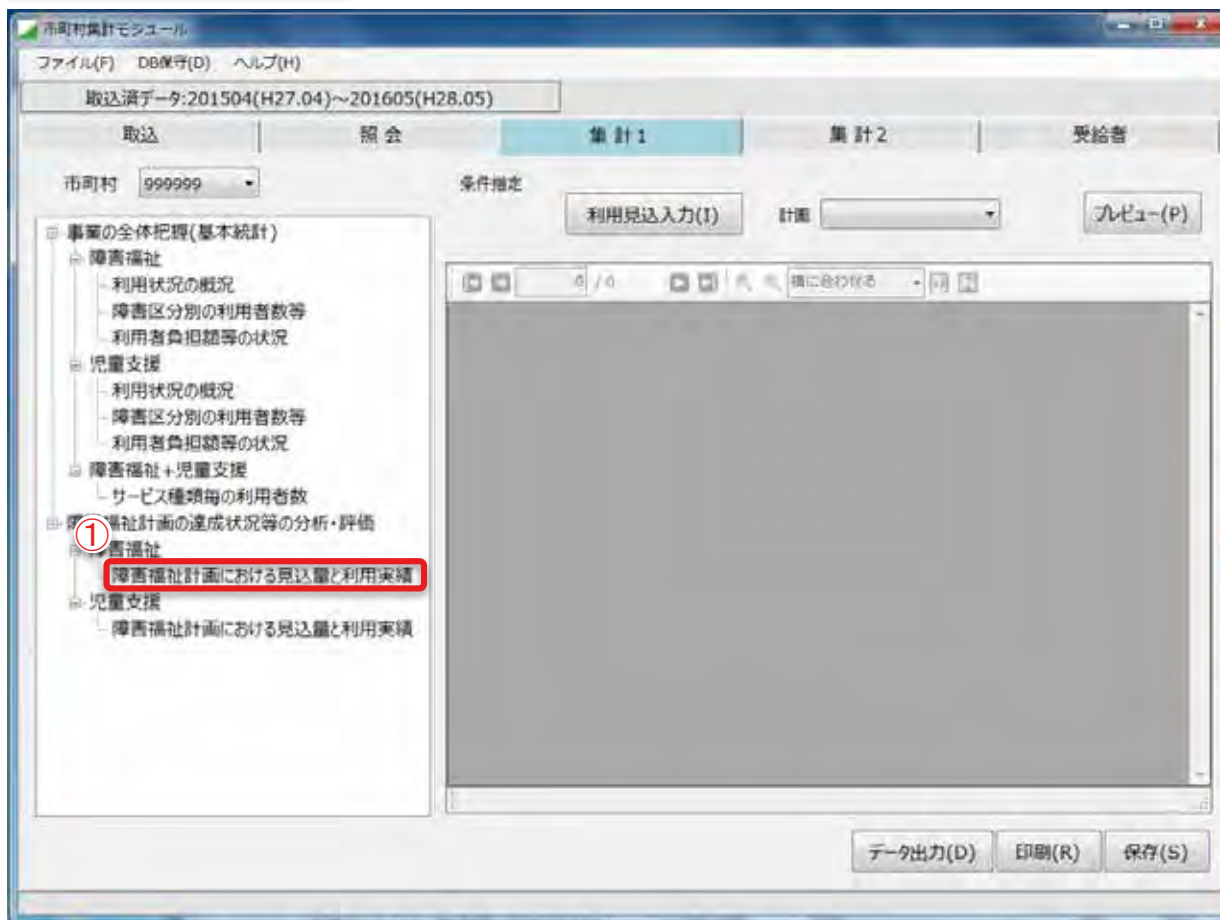 市町村集計モジュール
ファイル(F) DB保守(D) ヘルプ(H)
取込済データ:201504(H27.04)～201605(H28.05)
取込 照会 集計1 集計2 受給者
市町村 999999 条件指定
利用見込入力(I) 計画 プレビュー(P)
事業の全体把握(基本統計)
障害福祉
0 / 0 幅に合わせる
利用状況の概況
障害区分別の利用者数等
利用者負担額等の状況
児童支援
利用状況の概況
障害区分別の利用者数等
利用者負担額等の状況
障害福祉+児童支援
サービス種類毎の利用者数
福祉計画の達成状況等の分析・評価
①
害福祉
障害福祉計画における見込量と利用実績
児童支援
障害福祉計画における見込量と利用実績
データ出力(D) 印刷(R) 保存(S)